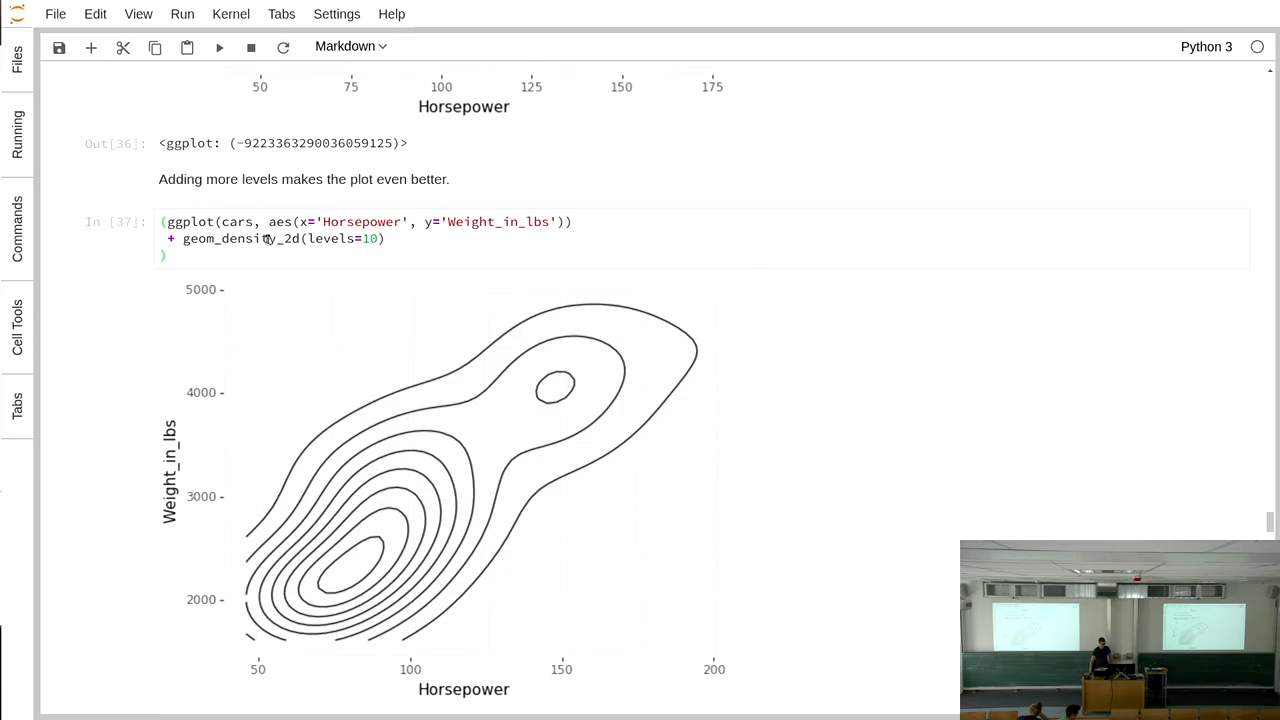 File Edit View Run Kernel Tabs Settings Help
Markdown
Python 3
Files
Running
Commands
Cell Tools
Tabs
50 75 100 125 150 175
Horsepower
Out[36]: <ggplot: (-9223363290036059125)>
Adding more levels makes the plot even better.
In [37]: (ggplot(cars, aes(x='Horsepower', y='Weight_in_lbs'))
+ geom_density_2d(levels=10)
)
5000
4000
3000
2000
Weight_in_lbs
50 100 150 200
Horsepower